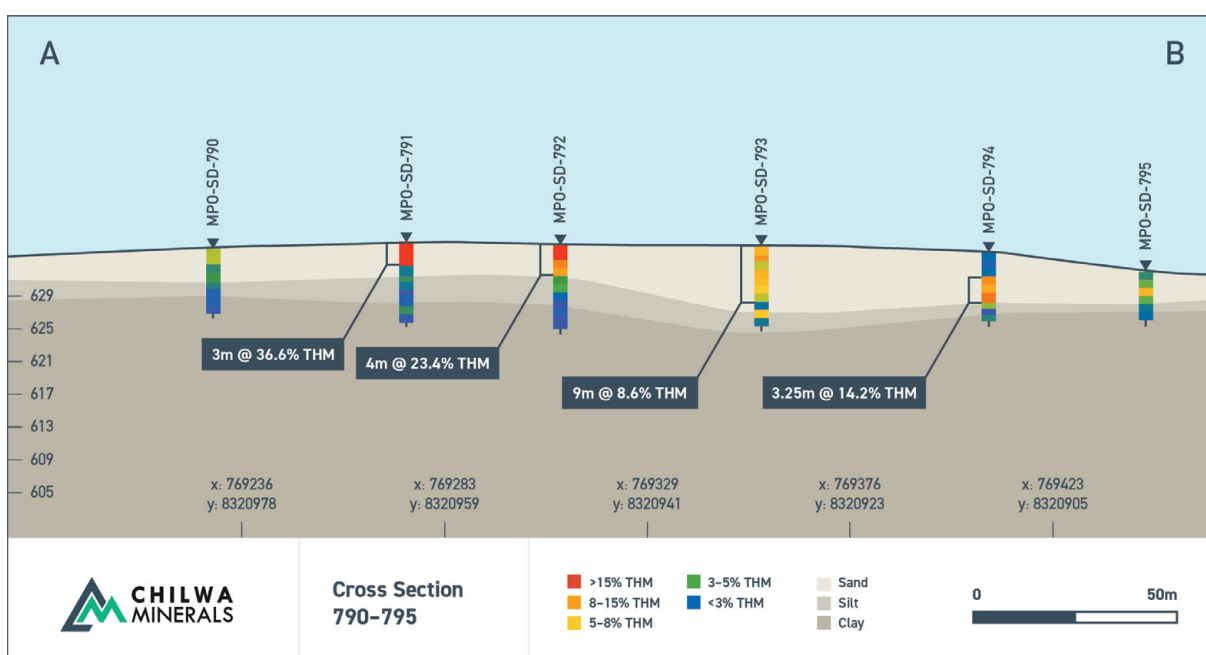 A
B
MPO-SD-790
MPO-SD-791
MPO-SD-792
MPO-SD-793
MPO-SD-794
MPO-SD-795
629
625
621
617
613
609
605
3m @ 36.6% THM
4m @ 23.4% THM
9m @ 8.6% THM
3.25m @ 14.2% THM
x: 769236
y: 8320978
x: 769283
y: 8320959
x: 769329
y: 8320941
x: 769376
y: 8320923
x: 769423
y: 8320905
CHILWA
MINERALS
Cross Section
790–795
>15% THM
8–15% THM
5–8% THM
3–5% THM
<3% THM
Sand
Silt
Clay
0
50m